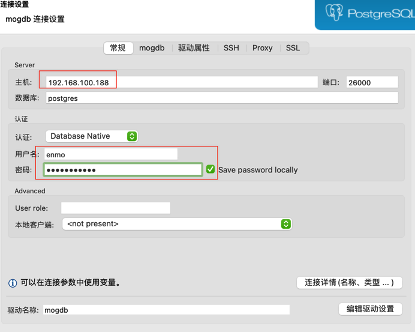 连接设置
mogdb 连接设置
PostgreSQL
常规 mogdb 驱动属性 SSH Proxy SSL
Server
主机: 192.168.100.188 端口: 26000
数据库: postgres
认证
认证: Database Native
用户名: enmo
密码: ••••••••••• Save password locally
Advanced
User role:
本地客户端: <not present>
可以在连接参数中使用变量。 连接详情(名称、类型 ...)
驱动名称: mogdb 编辑驱动设置